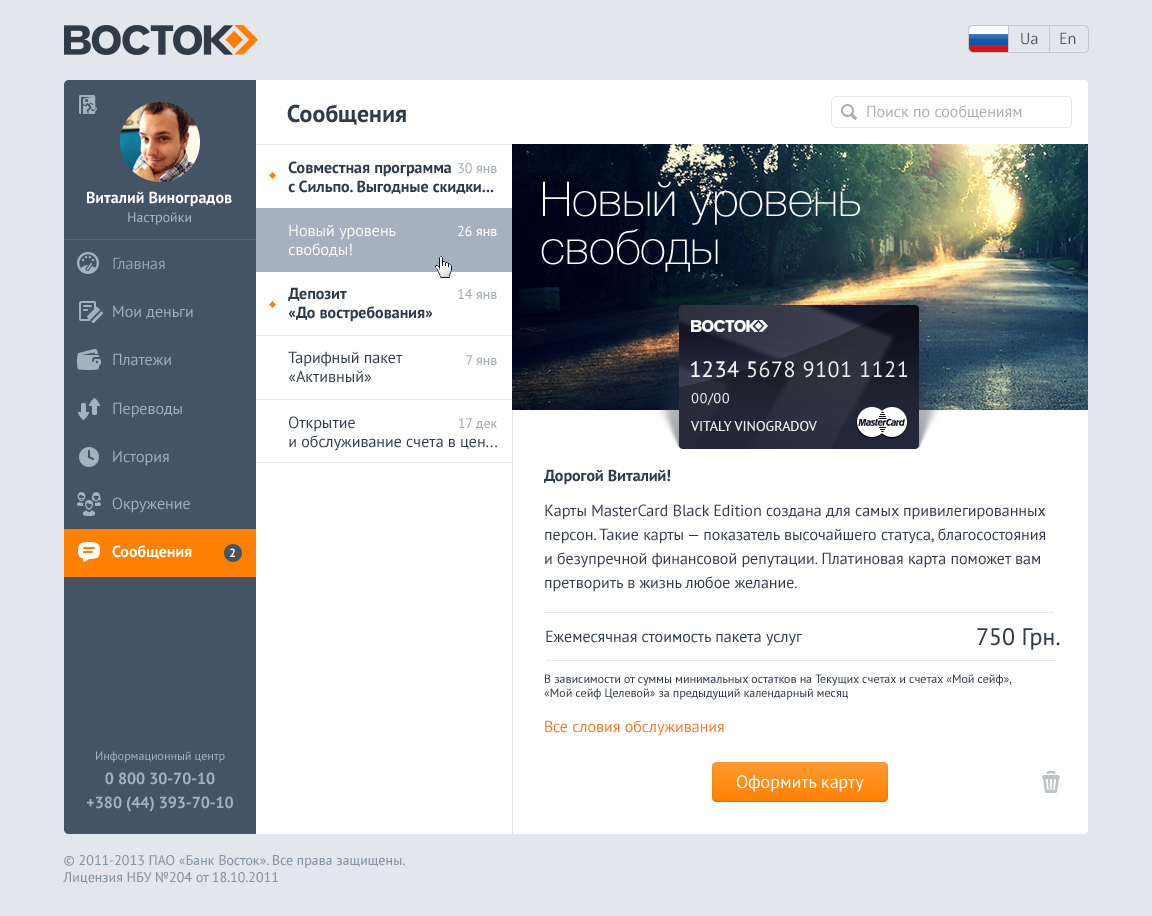 ВОСТОК
Ua
En
Виталий Виноградов
Настройки
Главная
Мои деньги
Платежи
Переводы
История
Окружение
Сообщения
2
Информационный центр
0 800 30-70-10
+380 (44) 393-70-10
Сообщения
Поиск по сообщениям
Совместная программа 30 янв
с Сильпо. Выгодные скидки...
Новый уровень 26 янв
свободы!
Депозит 14 янв
«До востребования»
Тарифный пакет 7 янв
«Активный»
Открытие 17 дек
и обслуживание счета в цен...
Новый уровень
свободы
ВОСТОК
1234 5678 9101 1121
00/00
VITALY VINOGRADOV
MasterCard
Дорогой Виталий!
Карты MasterCard Black Edition создана для самых привилегированных
персон. Такие карты — показатель высочайшего статуса, благосостояния
и безупречной финансовой репутации. Платиновая карта поможет вам
претворить в жизнь любое желание.
Ежемесячная стоимость пакета услуг 750 Грн.
В зависимости от суммы минимальных остатков на Текущих счетах и счетах «Мой сейф»,
«Мой сейф Целевой» за предыдущий календарный месяц
Все словия обслуживания
Оформить карту
© 2011-2013 ПАО «Банк Восток». Все права защищены.
Лицензия НБУ №204 от 18.10.2011